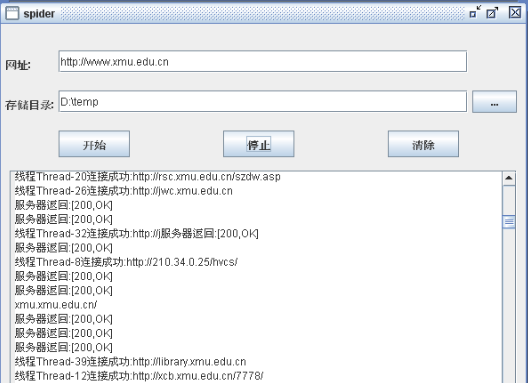 spider
网址:
http://www.xmu.edu.cn
存储目录:
D:\temp
...
开始 停止 清除
线程Thread-20连接成功:http://rsc.xmu.edu.cn/szdw.asp
线程Thread-26连接成功:http://jwc.xmu.edu.cn
服务器返回:[200,OK]
服务器返回:[200,OK]
线程Thread-32连接成功:http://j服务器返回:[200,OK]
服务器返回:[200,OK]
线程Thread-8连接成功:http://210.34.0.25/hvcs/
服务器返回:[200,OK]
服务器返回:[200,OK]
xmu.xmu.edu.cn/
服务器返回:[200,OK]
服务器返回:[200,OK]
服务器返回:[200,OK]
线程Thread-39连接成功:http://library.xmu.edu.cn
线程Thread-12连接成功:http://xcb.xmu.edu.cn/7778/